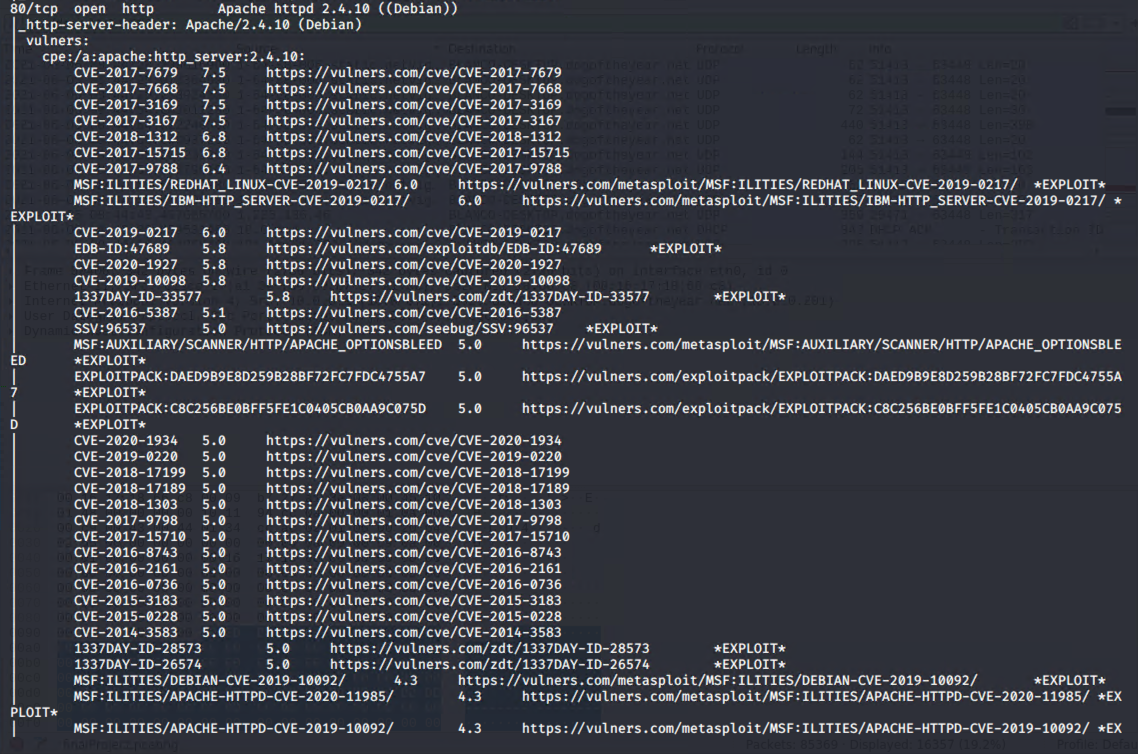 80/tcp open http Apache httpd 2.4.10 ((Debian))
|_http-server-header: Apache/2.4.10 (Debian)
| vulners:
| cpe:/a:apache:http_server:2.4.10:
| CVE-2017-7679 7.5 https://vulners.com/cve/CVE-2017-7679
| CVE-2017-7668 7.5 https://vulners.com/cve/CVE-2017-7668
| CVE-2017-3169 7.5 https://vulners.com/cve/CVE-2017-3169
| CVE-2017-3167 7.5 https://vulners.com/cve/CVE-2017-3167
| CVE-2018-1312 6.8 https://vulners.com/cve/CVE-2018-1312
| CVE-2017-15715 6.8 https://vulners.com/cve/CVE-2017-15715
| CVE-2017-9788 6.4 https://vulners.com/cve/CVE-2017-9788
| MSF:ILITIES/REDHAT_LINUX-CVE-2019-0217/ 6.0 https://vulners.com/metasploit/MSF:ILITIES/REDHAT_LINUX-CVE-2019-0217/ *EXPLOIT*
| MSF:ILITIES/IBM-HTTP_SERVER-CVE-2019-0217/ 6.0 https://vulners.com/metasploit/MSF:ILITIES/IBM-HTTP_SERVER-CVE-2019-0217/ *
EXPLOIT*
| CVE-2019-0217 6.0 https://vulners.com/cve/CVE-2019-0217
| EDB-ID:47689 5.8 https://vulners.com/exploitdb/EDB-ID:47689 *EXPLOIT*
| CVE-2020-1927 5.8 https://vulners.com/cve/CVE-2020-1927
| CVE-2019-10098 5.8 https://vulners.com/cve/CVE-2019-10098
| 1337DAY-ID-33577 5.8 https://vulners.com/zdt/1337DAY-ID-33577 *EXPLOIT*
| CVE-2016-5387 5.1 https://vulners.com/cve/CVE-2016-5387
| SSV:96537 5.0 https://vulners.com/seebug/SSV:96537 *EXPLOIT*
| MSF:AUXILIARY/SCANNER/HTTP/APACHE_OPTIONSBLEED 5.0 https://vulners.com/metasploit/MSF:AUXILIARY/SCANNER/HTTP/APACHE_OPTIONSBLE
ED *EXPLOIT*
| EXPLOITPACK:DAED9B9E8D259B28BF72FC7FDC4755A7 5.0 https://vulners.com/exploitpack/EXPLOITPACK:DAED9B9E8D259B28BF72FC7FDC4755A
7 *EXPLOIT*
| EXPLOITPACK:C8C256BE0BFF5FE1C0405CB0AA9C075D 5.0 https://vulners.com/exploitpack/EXPLOITPACK:C8C256BE0BFF5FE1C0405CB0AA9C075
D *EXPLOIT*
| CVE-2020-1934 5.0 https://vulners.com/cve/CVE-2020-1934
| CVE-2019-0220 5.0 https://vulners.com/cve/CVE-2019-0220
| CVE-2018-17199 5.0 https://vulners.com/cve/CVE-2018-17199
| CVE-2018-17189 5.0 https://vulners.com/cve/CVE-2018-17189
| CVE-2018-1303 5.0 https://vulners.com/cve/CVE-2018-1303
| CVE-2017-9798 5.0 https://vulners.com/cve/CVE-2017-9798
| CVE-2017-15710 5.0 https://vulners.com/cve/CVE-2017-15710
| CVE-2016-8743 5.0 https://vulners.com/cve/CVE-2016-8743
| CVE-2016-2161 5.0 https://vulners.com/cve/CVE-2016-2161
| CVE-2016-0736 5.0 https://vulners.com/cve/CVE-2016-0736
| CVE-2015-3183 5.0 https://vulners.com/cve/CVE-2015-3183
| CVE-2015-0228 5.0 https://vulners.com/cve/CVE-2015-0228
| CVE-2014-3583 5.0 https://vulners.com/cve/CVE-2014-3583
| 1337DAY-ID-28573 5.0 https://vulners.com/zdt/1337DAY-ID-28573 *EXPLOIT*
| 1337DAY-ID-26574 5.0 https://vulners.com/zdt/1337DAY-ID-26574 *EXPLOIT*
| MSF:ILITIES/DEBIAN-CVE-2019-10092/ 4.3 https://vulners.com/metasploit/MSF:ILITIES/DEBIAN-CVE-2019-10092/ *EXPLOIT*
| MSF:ILITIES/APACHE-HTTPD-CVE-2020-11985/ 4.3 https://vulners.com/metasploit/MSF:ILITIES/APACHE-HTTPD-CVE-2020-11985/ *EX
PLOIT*
| MSF:ILITIES/APACHE-HTTPD-CVE-2019-10092/ 4.3 https://vulners.com/metasploit/MSF:ILITIES/APACHE-HTTPD-CVE-2019-10092/ *EX